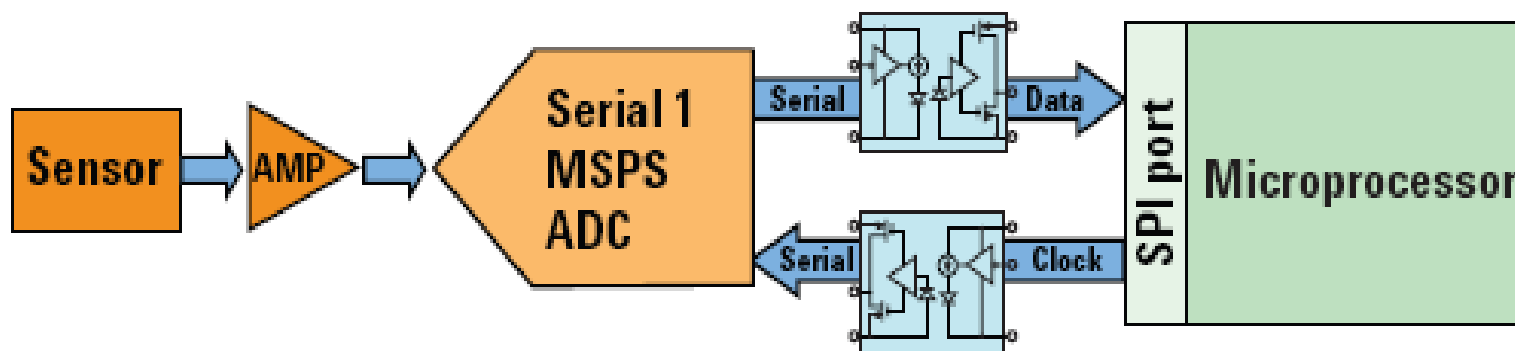 Sensor
AMP
Serial 1
MSPS
ADC
Serial
Data
Serial
Clock
SPI port
Microprocessor